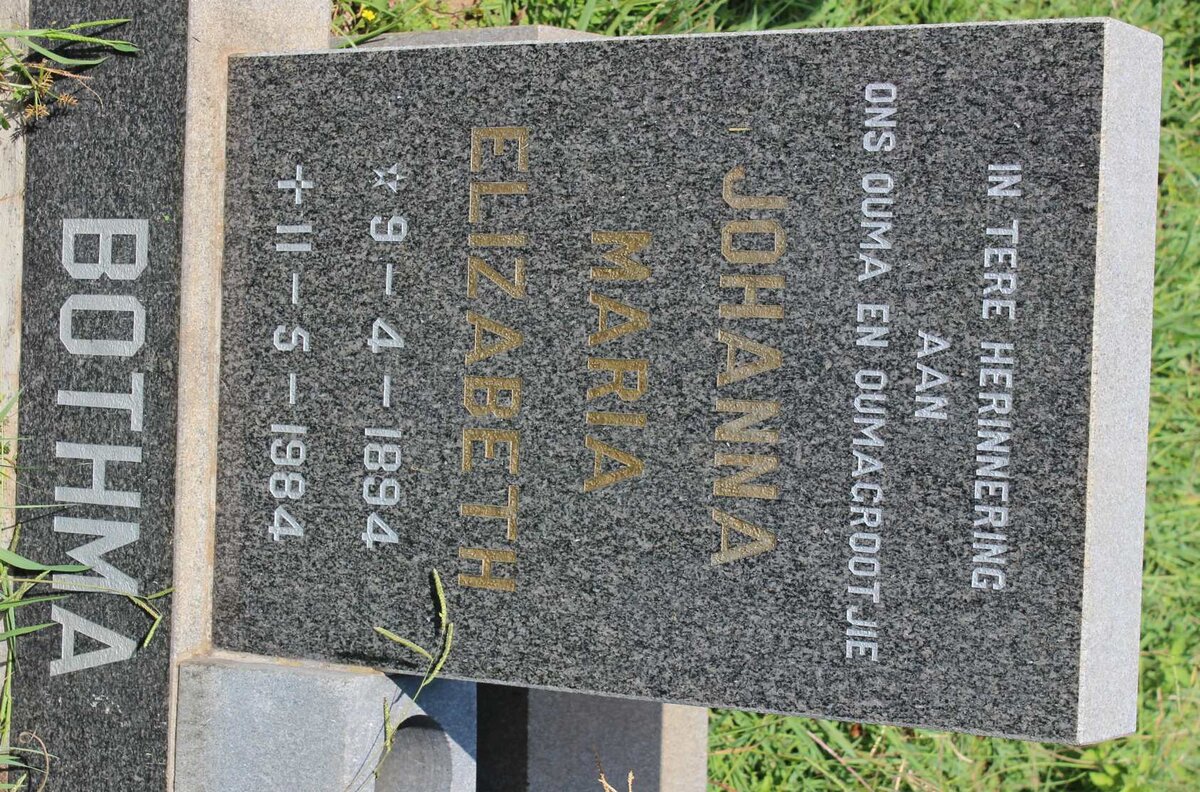 IN TERE HERINNERING
AAN
ONS OUMA EN OUMAGROOTJIE
JOHANNA
MARIA
ELIZABETH
☆ 9 – 4 – 1894
✝ 11 – 5 – 1984
BOTHMA